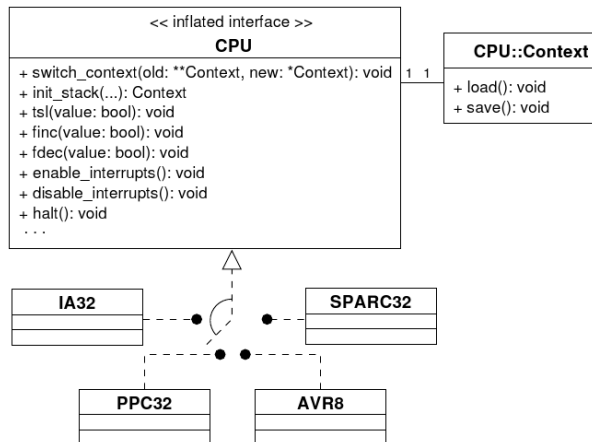 << inflated interface >>
CPU
+ switch_context(old: **Context, new: *Context): void
+ init_stack(...): Context
+ tsl(value: bool): void
+ finc(value: bool): void
+ fdec(value: bool): void
+ enable_interrupts(): void
+ disable_interrupts(): void
+ halt(): void
. . .
1 1
CPU::Context
+ load(): void
+ save(): void
IA32
SPARC32
PPC32
AVR8